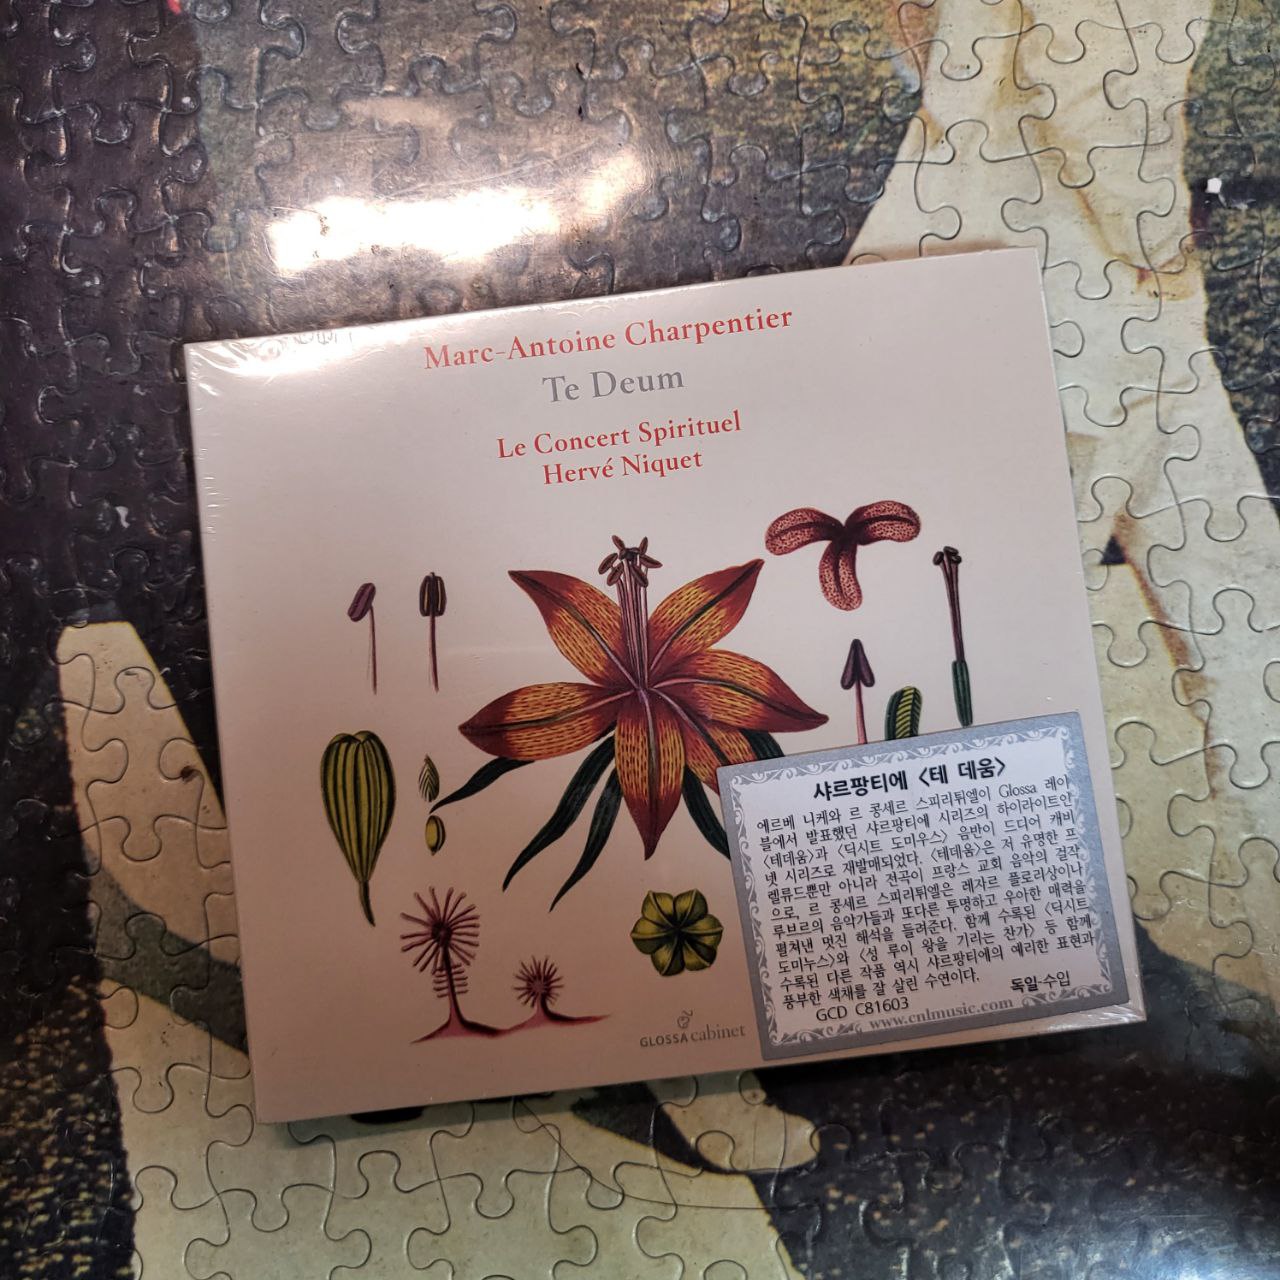 Marc-Antoine Charpentier
Te Deum
Le Concert Spirituel
Hervé Niquet
GLOSSA cabinet
샤르팡티에 〈테 데움〉
에르베 니케와 르 콩세르 스피리튀엘이 Glossa 레이
블에서 발표했던 샤르팡티에 시리즈의 하이라이트인
〈테데움〉과 〈딕시트 도미우스〉 음반이 드디어 캐비
넷 시리즈로 재발매되었다. 〈테데움〉은 저 유명한 프
렐류드뿐만 아니라 전곡이 프랑스 교회 음악의 걸작
으로, 르 콩세르 스피리튀엘은 레자르 플로리상이나
루브르의 음악가들과 또다른 투명하고 우아한 매력을
펼쳐낸 멋진 해석을 들려준다. 함께 수록된 〈딕시트
도미누스〉와 〈성 루이 왕을 기리는 찬가〉 등 함께
수록된 다른 작품 역시 샤르팡티에의 예리한 표현과
풍부한 색채를 잘 살린 수연이다.
GCD C81603 독일·수입
www.cnlmusic.com